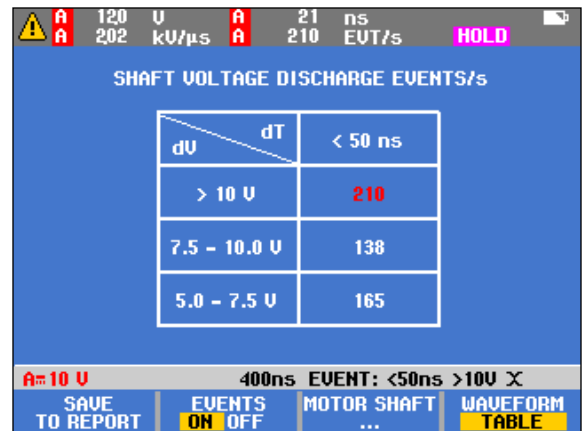 A 120 V A 21 ns
A 202 kV/µs A 210 EVT/s HOLD
SHAFT VOLTAGE DISCHARGE EVENTS/s
dV dT < 50 ns
> 10 V 210
7.5 - 10.0 V 138
5.0 - 7.5 V 165
A 10 V 400ns EVENT: <50ns >10V
SAVE TO REPORT EVENTS ON OFF MOTOR SHAFT ... WAVEFORM TABLE